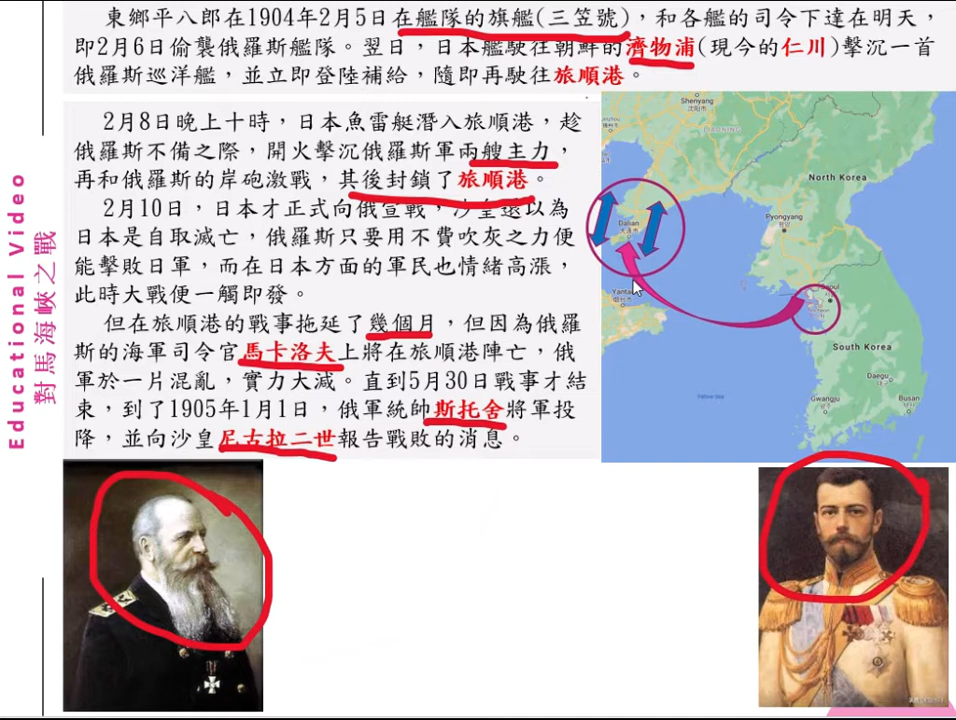 東鄉平八郎在1904年2月5日在艦隊的旗艦(三笠號)，和各艦的司令下達在明天，
即2月6日偷襲俄羅斯艦隊。翌日，日本艦駛往朝鮮的濟物浦(現今的仁川)擊沉一首
俄羅斯巡洋艦，並立即登陸補給，隨即再駛往旅順港。
2月8日晚上十時，日本魚雷艇潛入旅順港，趁
俄羅斯不備之際，開火擊沉俄羅斯軍兩艘主力，
再和俄羅斯的岸砲激戰，其後封鎖了旅順港。
2月10日，日本才正式向俄宣戰，沙皇還以為
日本是自取滅亡，俄羅斯只要用不費吹灰之力便
能擊敗日軍，而在日本方面的軍民也情緒高漲，
此時大戰便一觸即發。
但在旅順港的戰事拖延了幾個月，但因為俄羅
斯的海軍司令官馬卡洛夫上將在旅順港陣亡，俄
軍於一片混亂，實力大減。直到5月30日戰事才結
束，到了1905年1月1日，俄軍統帥斯托舍將軍投
降，並向沙皇尼古拉二世報告戰敗的消息。
Educational Video
對馬海峽之戰
Shenyang
沈阳市
North Korea
Pyongyang
Dalian
Seoul
South Korea
Daegu
Gwangju
Busan